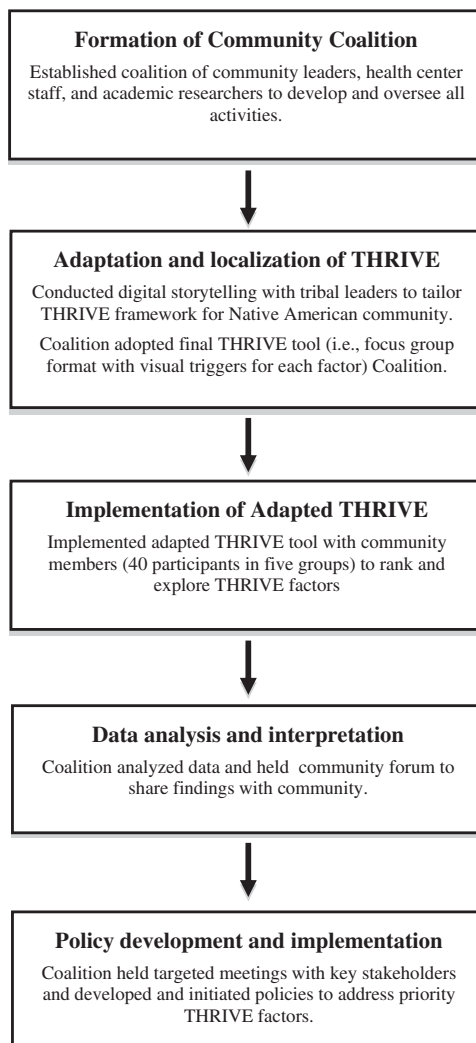 Formation of Community Coalition
Established coalition of community leaders, health center
staff, and academic researchers to develop and oversee all
activities.
Adaptation and localization of THRIVE
Conducted digital storytelling with tribal leaders to tailor
THRIVE framework for Native American community.
Coalition adopted final THRIVE tool (i.e., focus group
format with visual triggers for each factor) Coalition.
Implementation of Adapted THRIVE
Implemented adapted THRIVE tool with community
members (40 participants in five groups) to rank and
explore THRIVE factors
Data analysis and interpretation
Coalition analyzed data and held community forum to
share findings with community.
Policy development and implementation
Coalition held targeted meetings with key stakeholders
and developed and initiated policies to address priority
THRIVE factors.